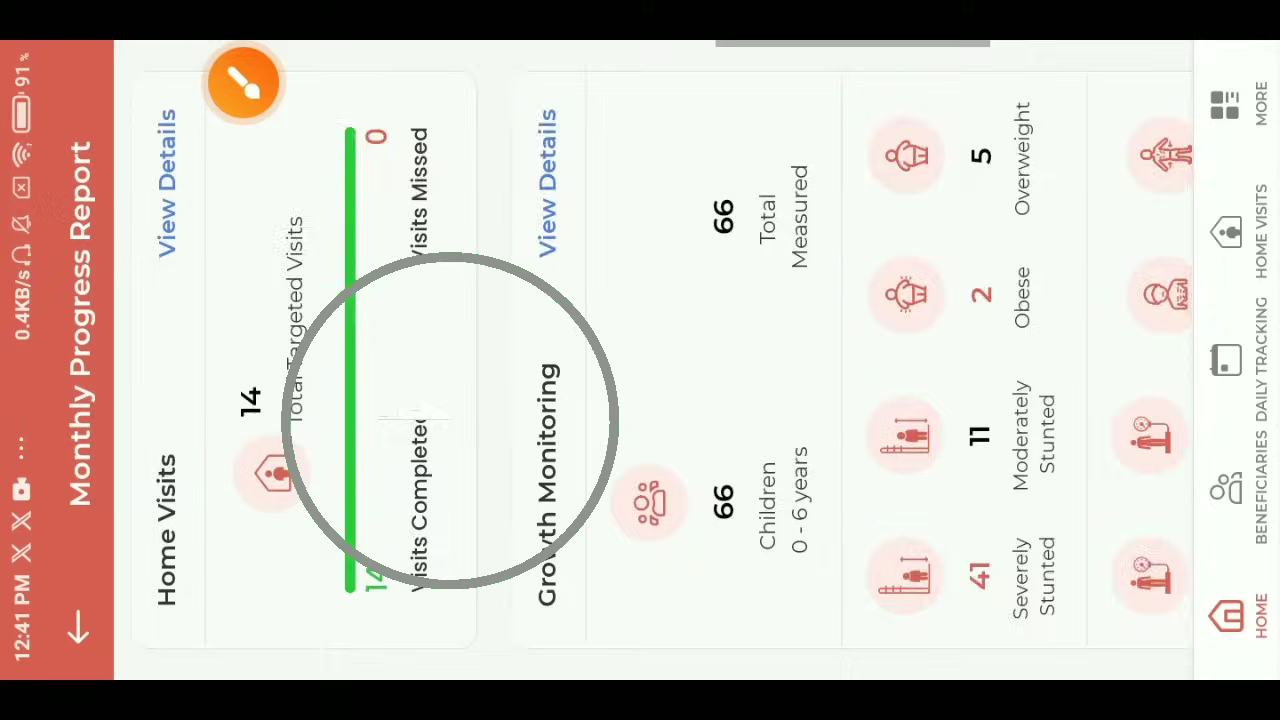 12:41 PM X X ... 0.4KB/s 91%
Monthly Progress Report
Home Visits View Details
14
Total Targeted Visits
14 0
Visits Completed Visits Missed
Growth Monitoring View Details
66 66
Children Total
0 - 6 years Measured
41 11 2 5
Severely Moderately Obese Overweight
Stunted Stunted
HOME BENEFICIARIES DAILY TRACKING HOME VISITS MORE